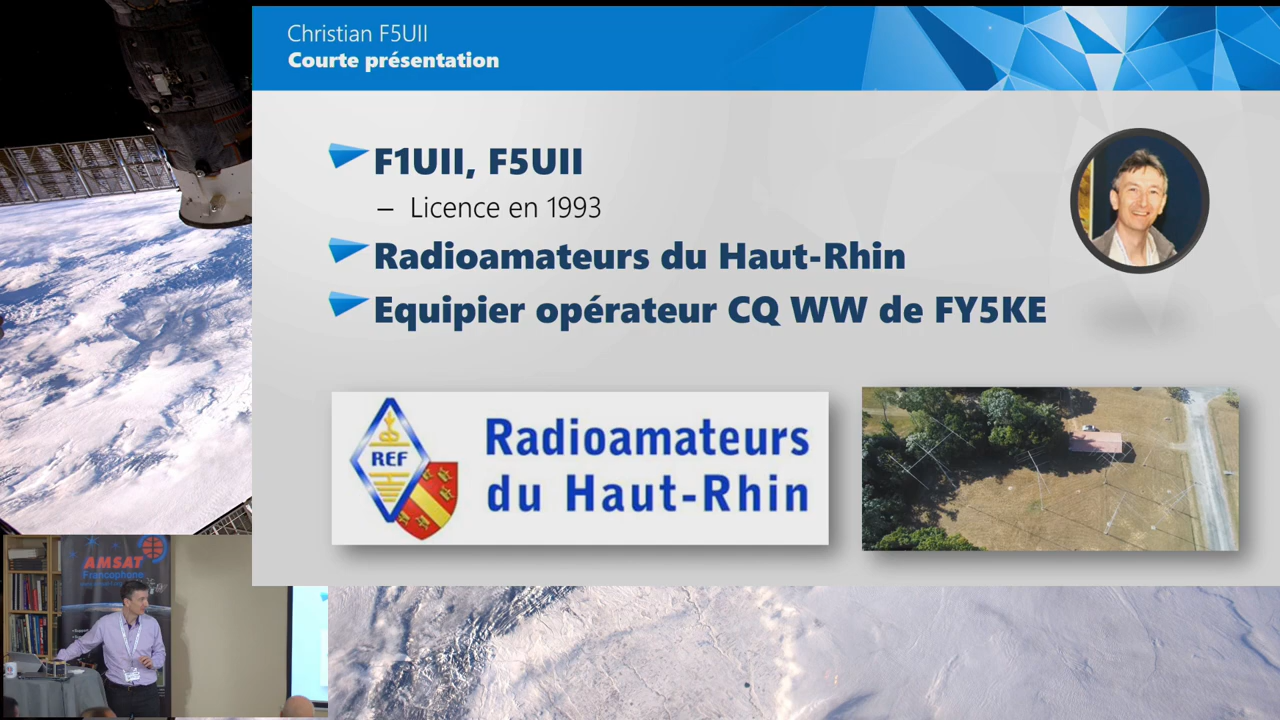 Christian F5UII
Courte présentation
F1UII, F5UII
– Licence en 1993
Radioamateurs du Haut-Rhin
Equipier opérateur CQ WW de FY5KE
REF
Radioamateurs
du Haut-Rhin
AMSAT
Francophone